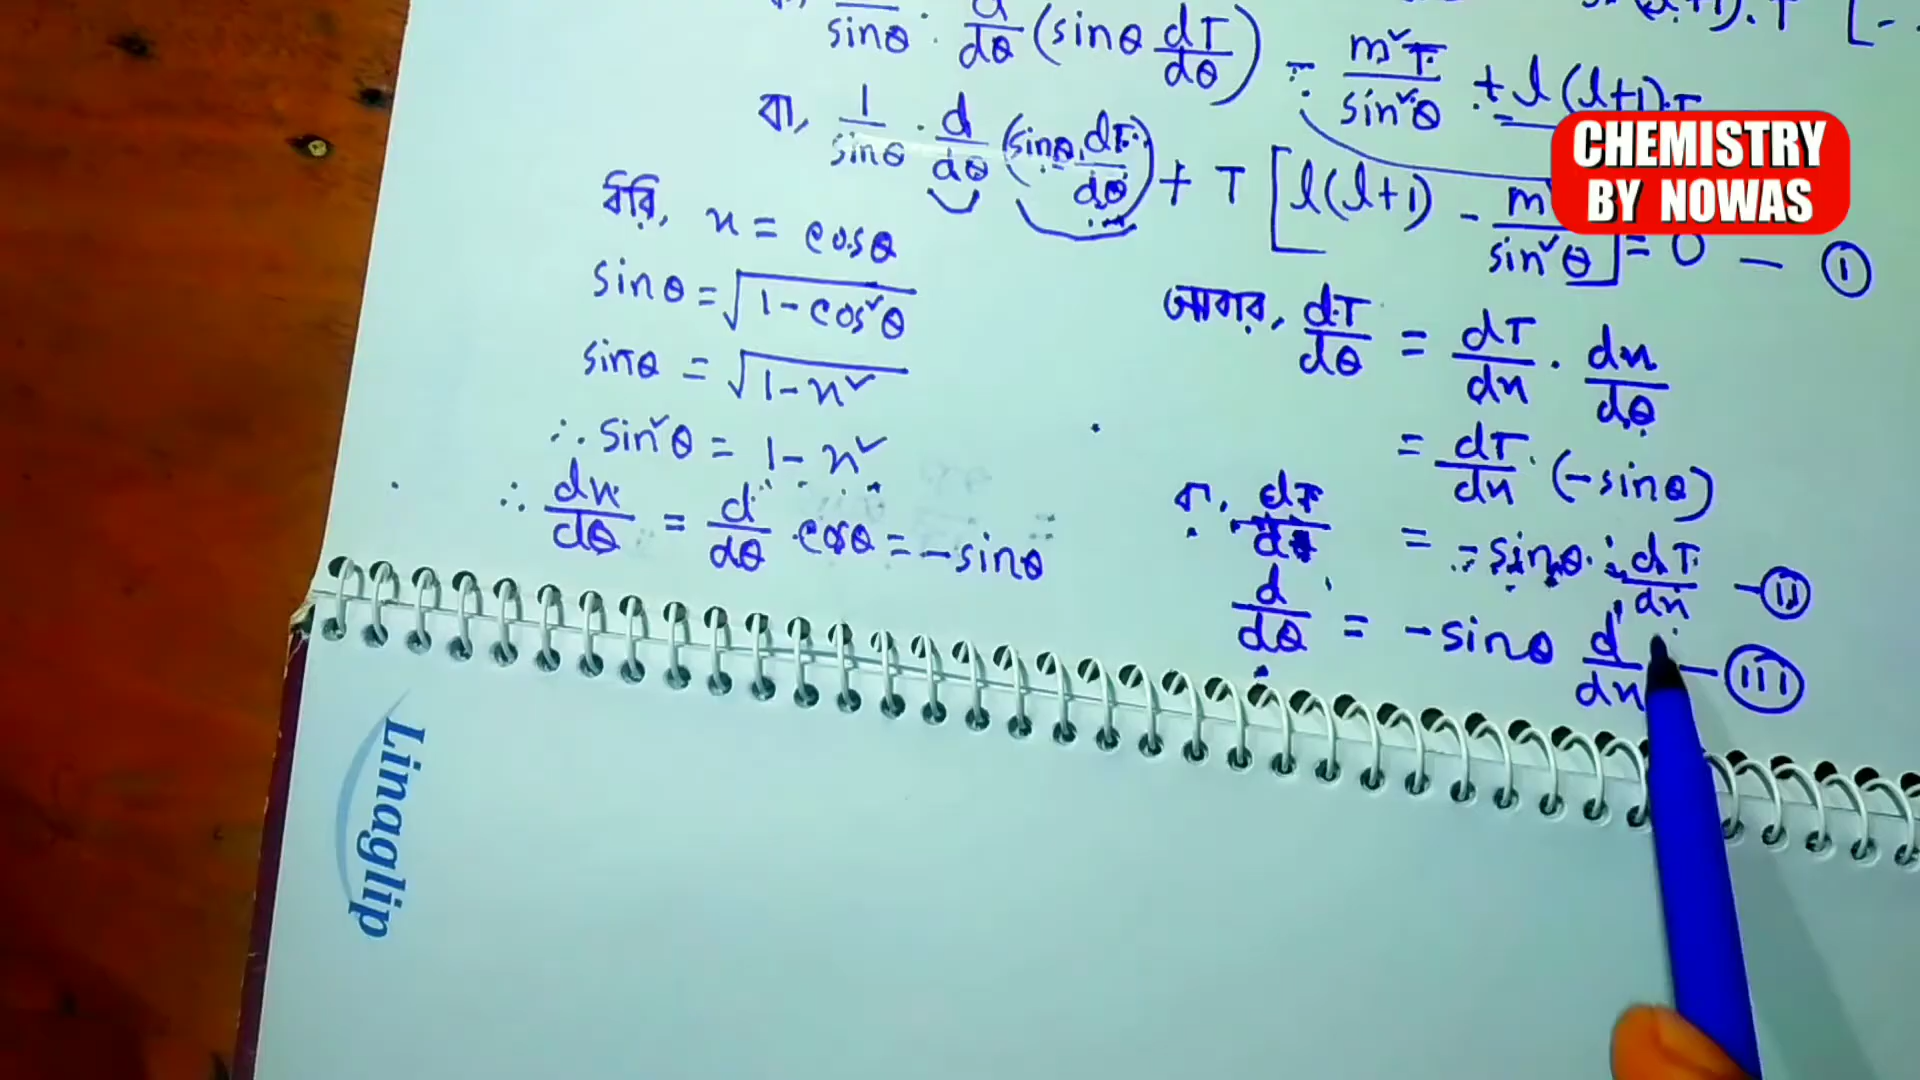 sinθ · d/dθ (sinθ dT/dθ) - m²T/sin²θ + l(l+1).T
বা, 1/sinθ · d/dθ (sinθ. dT/dθ) + T [l(l+1) - m/sin²θ] = 0 — (i)
CHEMISTRY
BY NOWAS
ধরি, x = cosθ
sinθ = √(1-cos²θ)
sinθ = √(1-x²)
∴ sin²θ = 1-x²
∴ dx/dθ = d/dθ . cosθ = -sinθ
আবার, dT/dθ = dT/dx · dx/dθ
= dT/dx . (-sinθ)
বা, dT/dθ = -sinθ. dT/dx — (ii)
d/dθ = -sinθ d/dx — (iii)
Linaglip